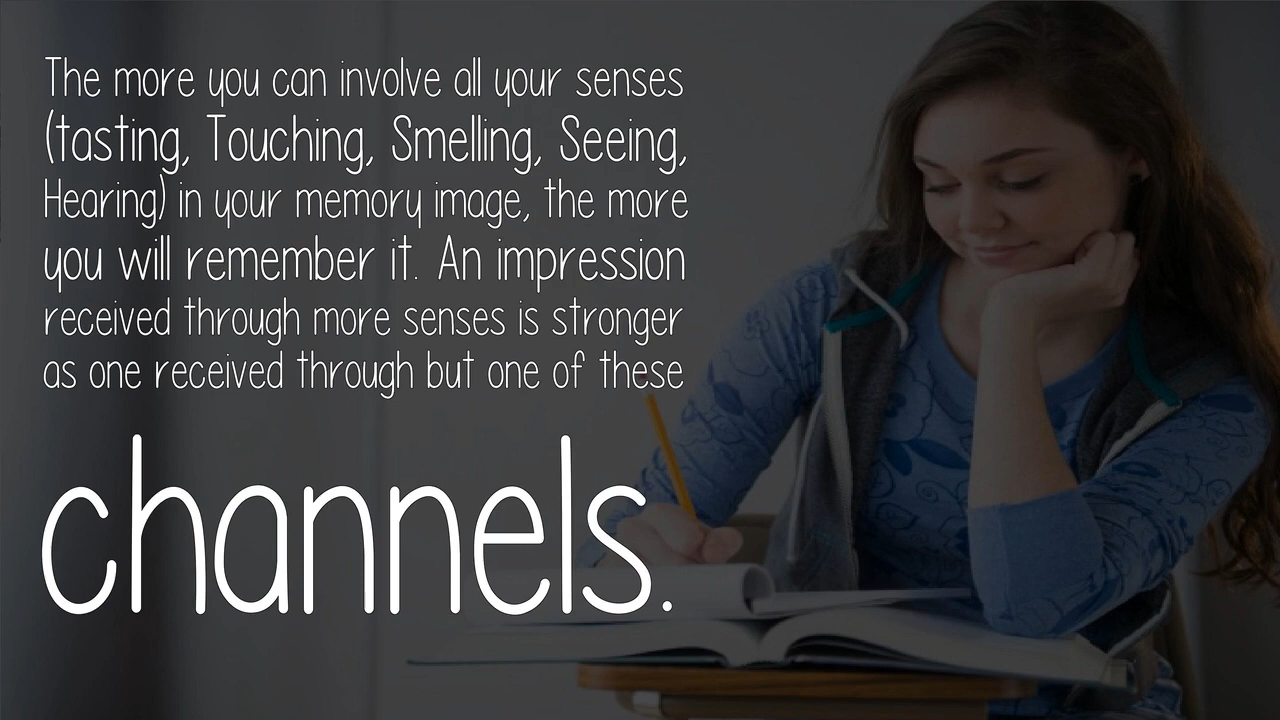 The more you can involve all your senses
(tasting, Touching, Smelling, Seeing,
Hearing) in your memory image, the more
you will remember it. An impression
received through more senses is stronger
as one received through but one of these
channels.